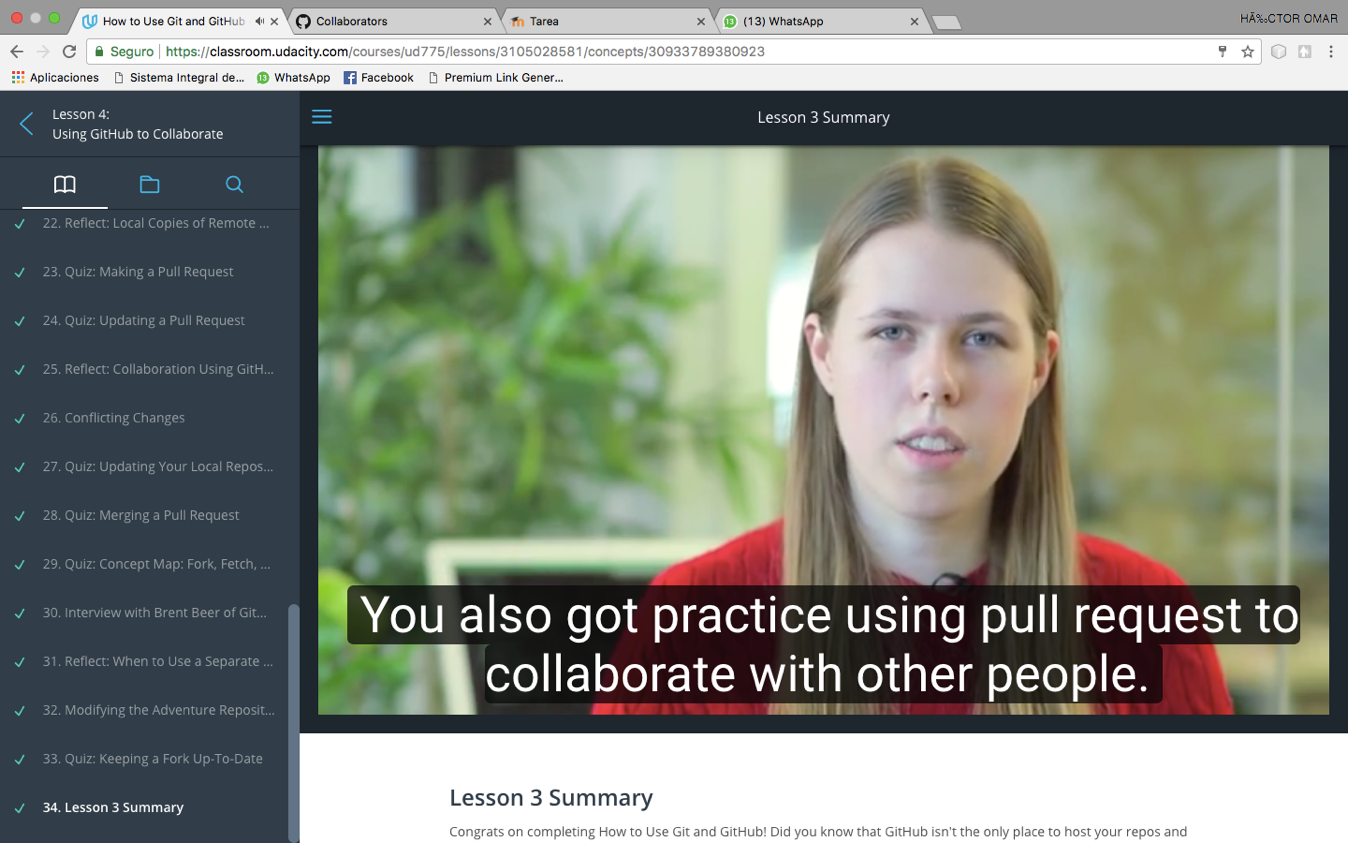 How to Use Git and GitHub
Collaborators
Tarea
(13) WhatsApp
HÃ‰CTOR OMAR
Seguro
https://classroom.udacity.com/courses/ud775/lessons/3105028581/concepts/30933789380923
Aplicaciones
Sistema Integral de...
13
WhatsApp
Facebook
Premium Link Gener...
Lesson 4:
Using GitHub to Collaborate
Lesson 3 Summary
22. Reflect: Local Copies of Remote ...
23. Quiz: Making a Pull Request
24. Quiz: Updating a Pull Request
25. Reflect: Collaboration Using GitH...
26. Conflicting Changes
27. Quiz: Updating Your Local Repos...
28. Quiz: Merging a Pull Request
29. Quiz: Concept Map: Fork, Fetch, ...
30. Interview with Brent Beer of Git...
31. Reflect: When to Use a Separate ...
32. Modifying the Adventure Reposit...
33. Quiz: Keeping a Fork Up-To-Date
34. Lesson 3 Summary
You also got practice using pull request to
collaborate with other people.
Lesson 3 Summary
Congrats on completing How to Use Git and GitHub! Did you know that GitHub isn't the only place to host your repos and